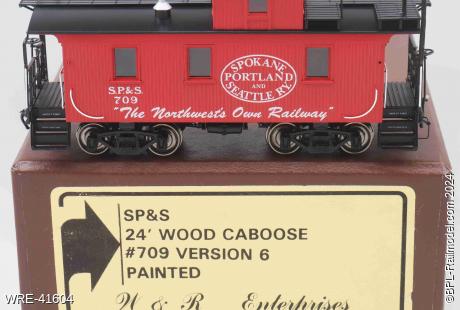 SPOKANE
PORTLAND
AND
SEATTLE RY.
S.P.&S.
709
"The Northwest's Own Railway"
SP&S
24' WOOD CABOOSE
#709 VERSION 6
PAINTED
W & R Enterprises
WRE-41604
©BPL-Railmodel.com 2024